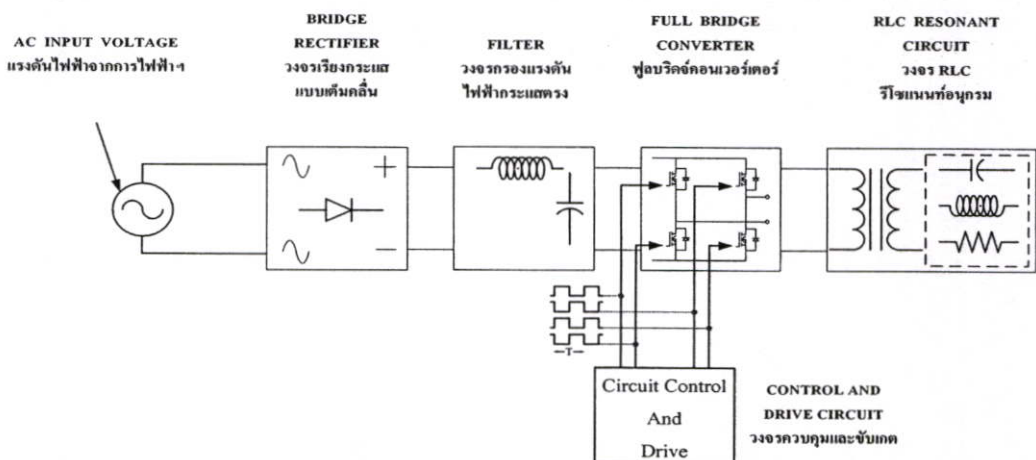 AC INPUT VOLTAGE
แรงดันไฟฟ้าจากการไฟฟ้าฯ
BRIDGE
RECTIFIER
วงจรเรียงกระแส
แบบเต็มคลื่น
FILTER
วงจรกรองแรงดัน
ไฟฟ้ากระแสตรง
FULL BRIDGE
CONVERTER
ฟูลบริดจ์คอนเวอร์เตอร์
RLC RESONANT
CIRCUIT
วงจร RLC
รีโซแนนท์อนุกรม
+
−
T
Circuit Control
And
Drive
CONTROL AND
DRIVE CIRCUIT
วงจรควบคุมและขับเกต